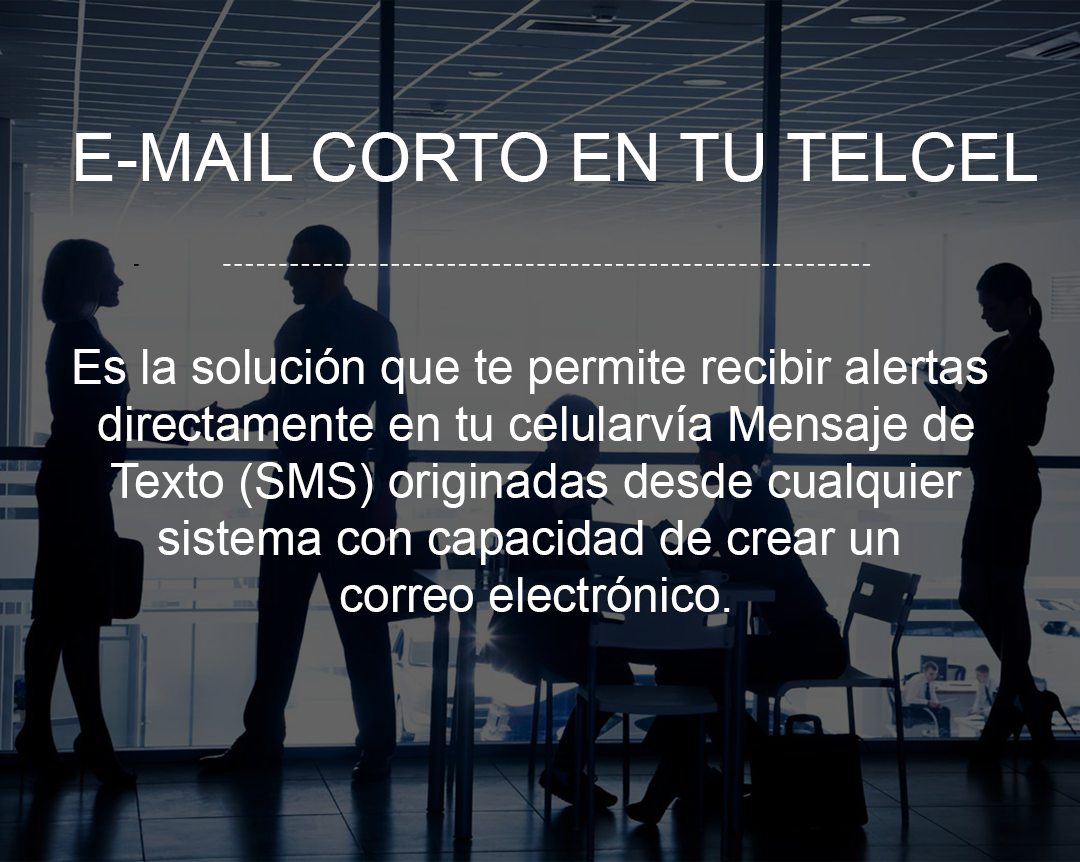 E-MAIL CORTO EN TU TELCEL
Es la solución que te permite recibir alertas
directamente en tu celularvía Mensaje de
Texto (SMS) originadas desde cualquier
sistema con capacidad de crear un
correo electrónico.